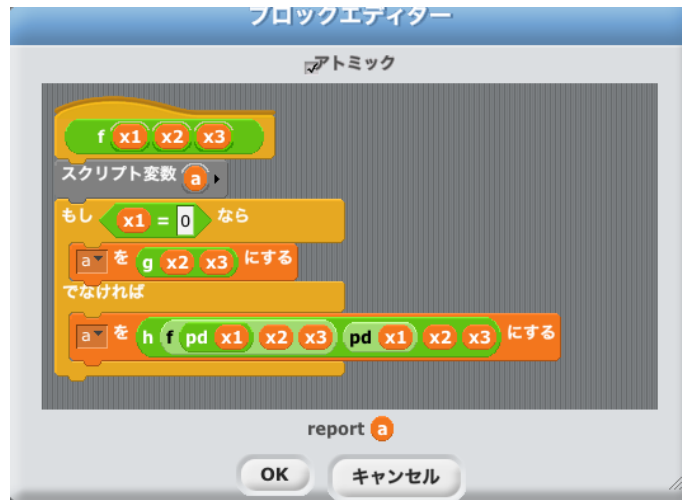 ブロックエディター
アトミック
f x1 x2 x3
スクリプト変数 a
もし x1 = 0 なら
a を g x2 x3 にする
でなければ
a を h f pd x1 x2 x3 pd x1 x2 x3 にする
report a
OK キャンセル